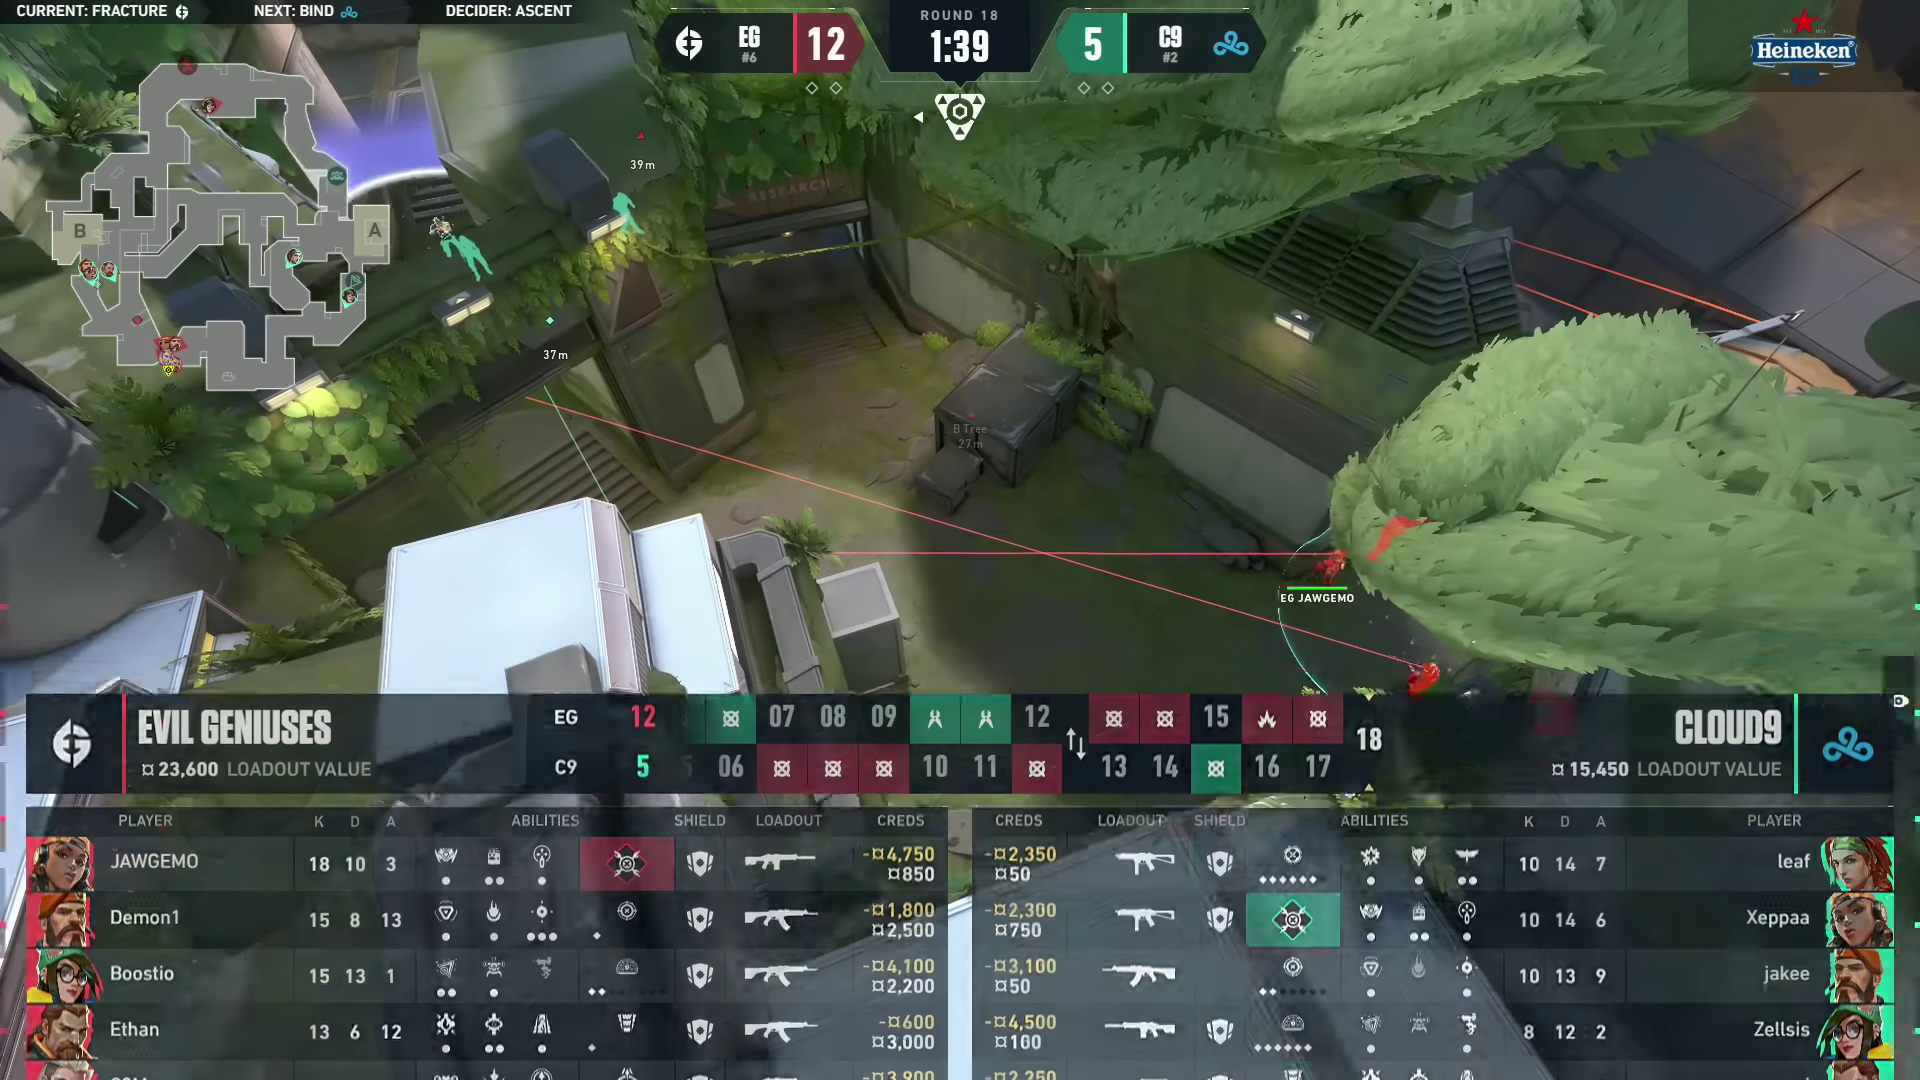 CURRENT: FRACTURE
NEXT: BIND
DECIDER: ASCENT
EG
#6
12
ROUND 18
1:39
5
C9
#2
Heineken
39m
RESEARCH
B
A
37m
B Tree
27m
EG JAWGEMO
EVIL GENIUSES
¤ 23,600 LOADOUT VALUE
EG 12 07 08 09 12 15
C9 5 06 10 11 13 14 16 17
18
CLOUD9
¤ 15,450 LOADOUT VALUE
PLAYER K D A ABILITIES SHIELD LOADOUT CREDS
JAWGEMO 18 10 3 -¤4,750
¤850
Demon1 15 8 13 -¤1,800
¤2,500
Boostio 15 13 1 -¤4,100
¤2,200
Ethan 13 6 12 -¤600
¤3,000
CREDS LOADOUT SHIELD ABILITIES K D A PLAYER
-¤2,350
¤50 10 14 7 leaf
-¤2,300
¤750 10 14 6 Xeppaa
-¤3,100
¤50 10 13 9 jakee
-¤4,500
¤100 8 12 2 Zellsis